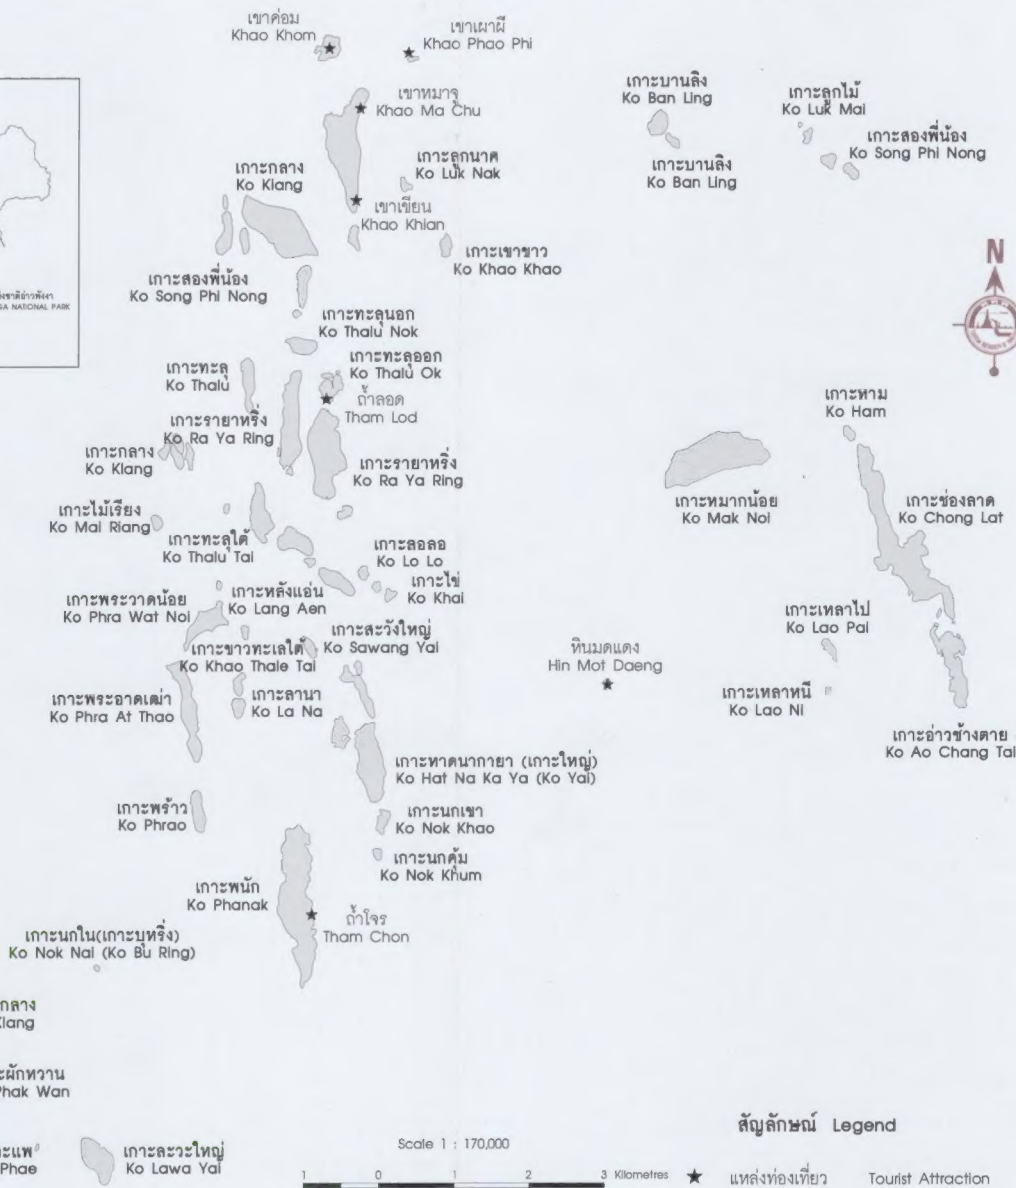 เขาค่อม
Khao Khom
เขาเผาผี
Khao Phao Phi
เขาหมาจู
Khao Ma Chu
เกาะลูกนาค
Ko Luk Nak
เขาเขียน
Khao Khian
เกาะกลาง
Ko Klang
เกาะเขาขาว
Ko Khao Khao
เกาะบานลิง
Ko Ban Ling
เกาะบานลิง
Ko Ban Ling
เกาะลูกไม้
Ko Luk Mai
เกาะสองพี่น้อง
Ko Song Phi Nong
N
NATIONAL PARK
เกาะสองพี่น้อง
Ko Song Phi Nong
เกาะทะลุนอก
Ko Thalu Nok
เกาะทะลุ
Ko Thalu
เกาะทะลุออก
Ko Thalu Ok
ถ้ำลอด
Tham Lod
เกาะรายาหริ่ง
Ko Ra Ya Ring
เกาะกลาง
Ko Klang
เกาะรายาหริ่ง
Ko Ra Ya Ring
เกาะหาม
Ko Ham
เกาะหมากน้อย
Ko Mak Noi
เกาะช่องลาด
Ko Chong Lat
เกาะไม้เรียง
Ko Mai Riang
เกาะทะลุใต้
Ko Thalu Tai
เกาะลอลอ
Ko Lo Lo
เกาะไข่
Ko Khai
เกาะพระวาดน้อย
Ko Phra Wat Noi
เกาะหลังแอ่น
Ko Lang Aen
เกาะขาวทะเลใต้
Ko Khao Thale Tai
เกาะสะวังใหญ่
Ko Sawang Yai
เกาะเหลาไป
Ko Lao Pai
หินมดแดง
Hin Mot Daeng
เกาะพระอาดเฒ่า
Ko Phra At Thao
เกาะลานา
Ko La Na
เกาะเหลาหนี
Ko Lao Ni
เกาะอ่าวช้างตาย
Ko Ao Chang Tai
เกาะหาดนากายา (เกาะใหญ่)
Ko Hat Na Ka Ya (Ko Yai)
เกาะพร้าว
Ko Phrao
เกาะนกเขา
Ko Nok Khao
เกาะนกคุ้ม
Ko Nok Khum
เกาะพนัก
Ko Phanak
ถ้ำโจร
Tham Chon
เกาะนกใน(เกาะบุหริ่ง)
Ko Nok Nai (Ko Bu Ring)
กลาง
Klang
ะผักหวาน
Phak Wan
ะแพ
Phae
เกาะละวะใหญ่
Ko Lawa Yai
Scale 1 : 170,000
1 0 1 2 3 Kilometres
สัญลักษณ์ Legend
แหล่งท่องเที่ยว Tourist Attraction